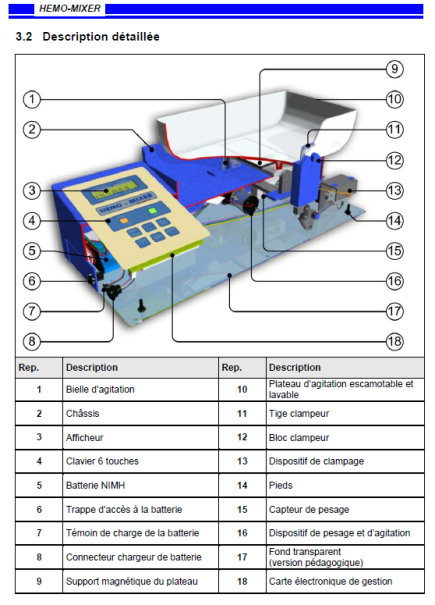 HEMO-MIXER
3.2 Description détaillée
9
1
10
2
11
12
3
HEMO - MIXER
13
4
14
5
15
6
16
7
17
8
18
Rep. Description Rep. Description
1 Bielle d'agitation 10 Plateau d'agitation escamotable et lavable
2 Châssis 11 Tige clampeur
3 Afficheur 12 Bloc clampeur
4 Clavier 6 touches 13 Dispositif de clampage
5 Batterie NIMH 14 Pieds
6 Trappe d'accès à la batterie 15 Capteur de pesage
7 Témoin de charge de la batterie 16 Dispositif de pesage et d'agitation
8 Connecteur chargeur de batterie 17 Fond transparent
(version pédagogique)
9 Support magnétique du plateau 18 Carte électronique de gestion